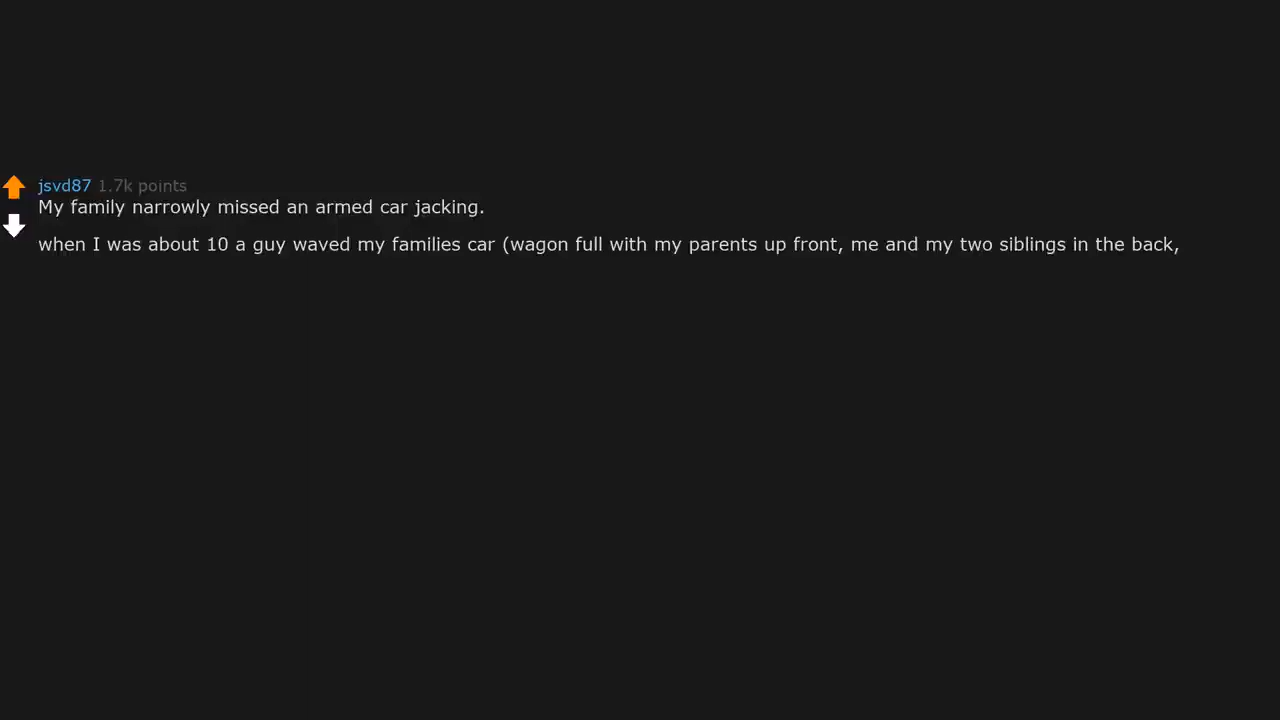 jsvd87 1.7k points
My family narrowly missed an armed car jacking.
when I was about 10 a guy waved my families car (wagon full with my parents up front, me and my two siblings in the back,